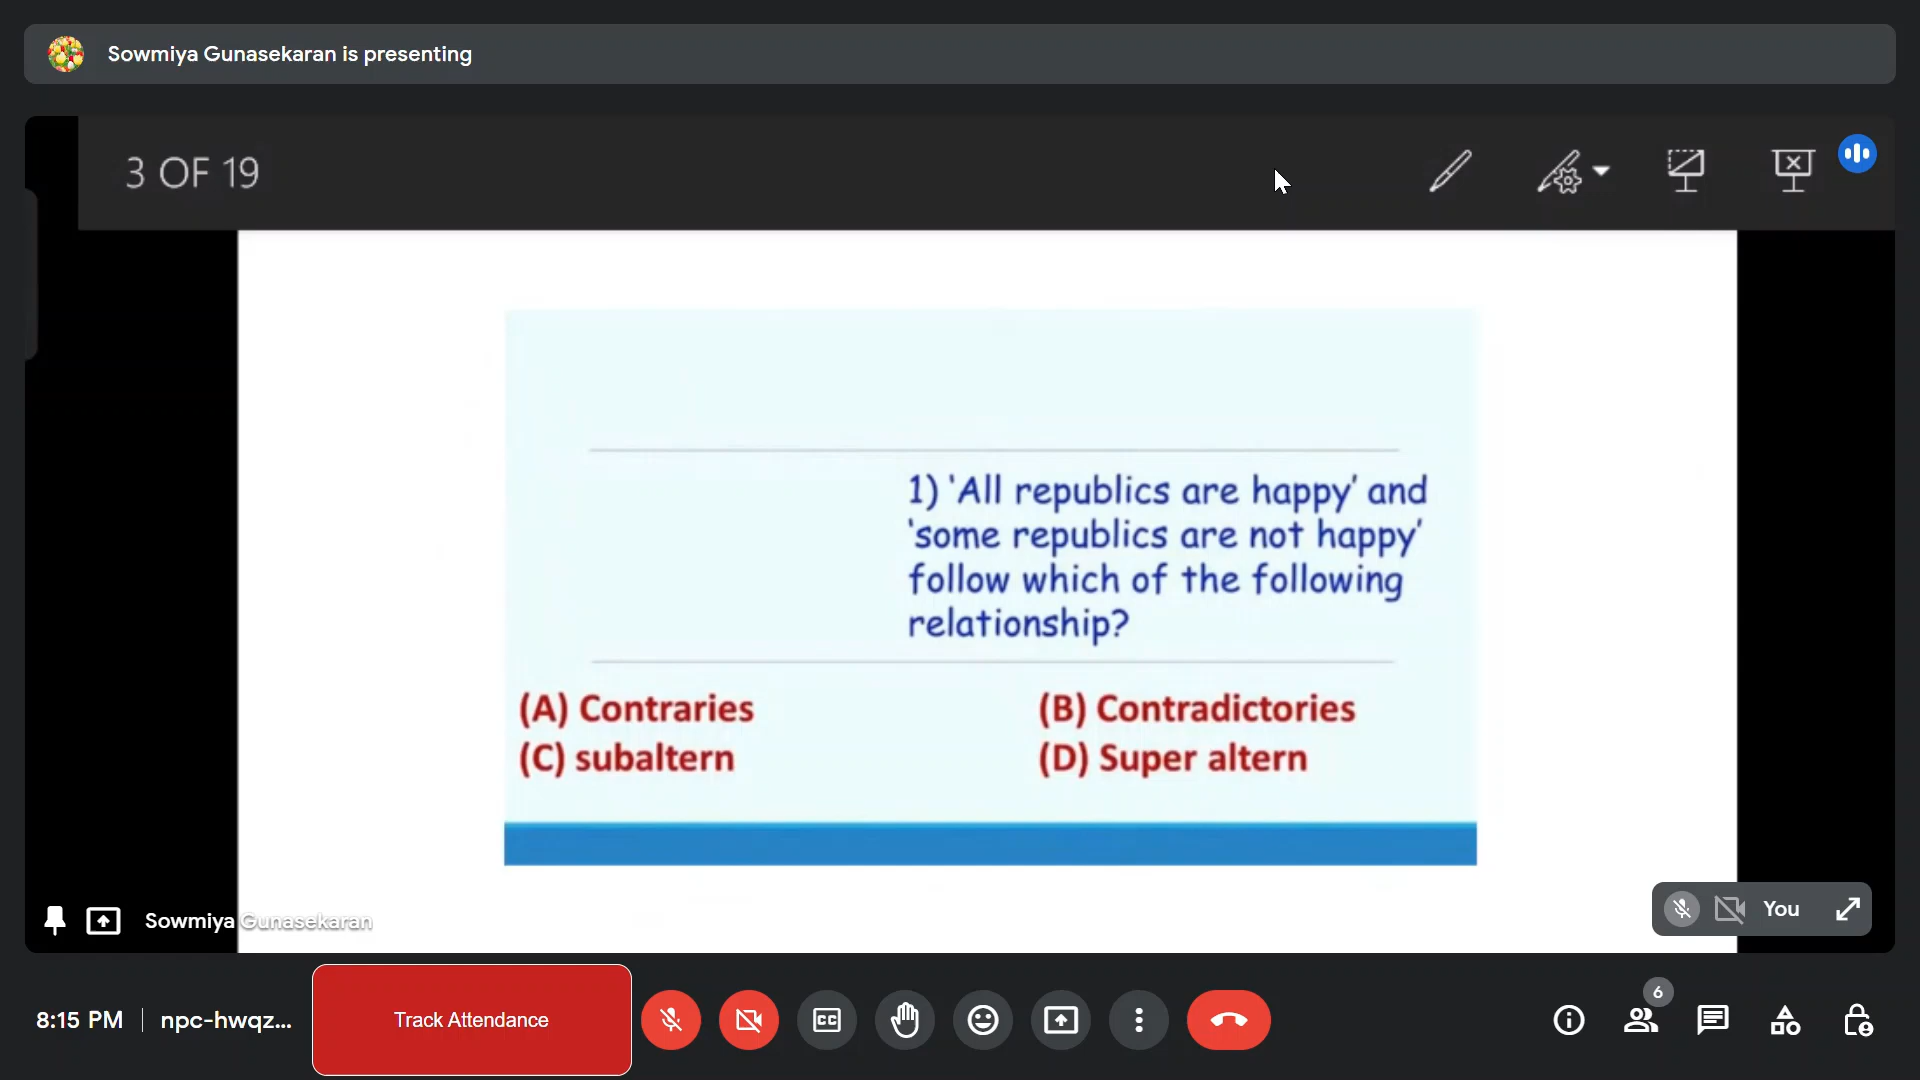 Sowmiya Gunasekaran is presenting
3 OF 19
1) ‘All republics are happy’ and
‘some republics are not happy’
follow which of the following
relationship?
(A) Contraries
(B) Contradictories
(C) subaltern
(D) Super altern
Sowmiya Gunasekaran
You
8:15 PM
npc-hwqz...
Track Attendance
CC
6